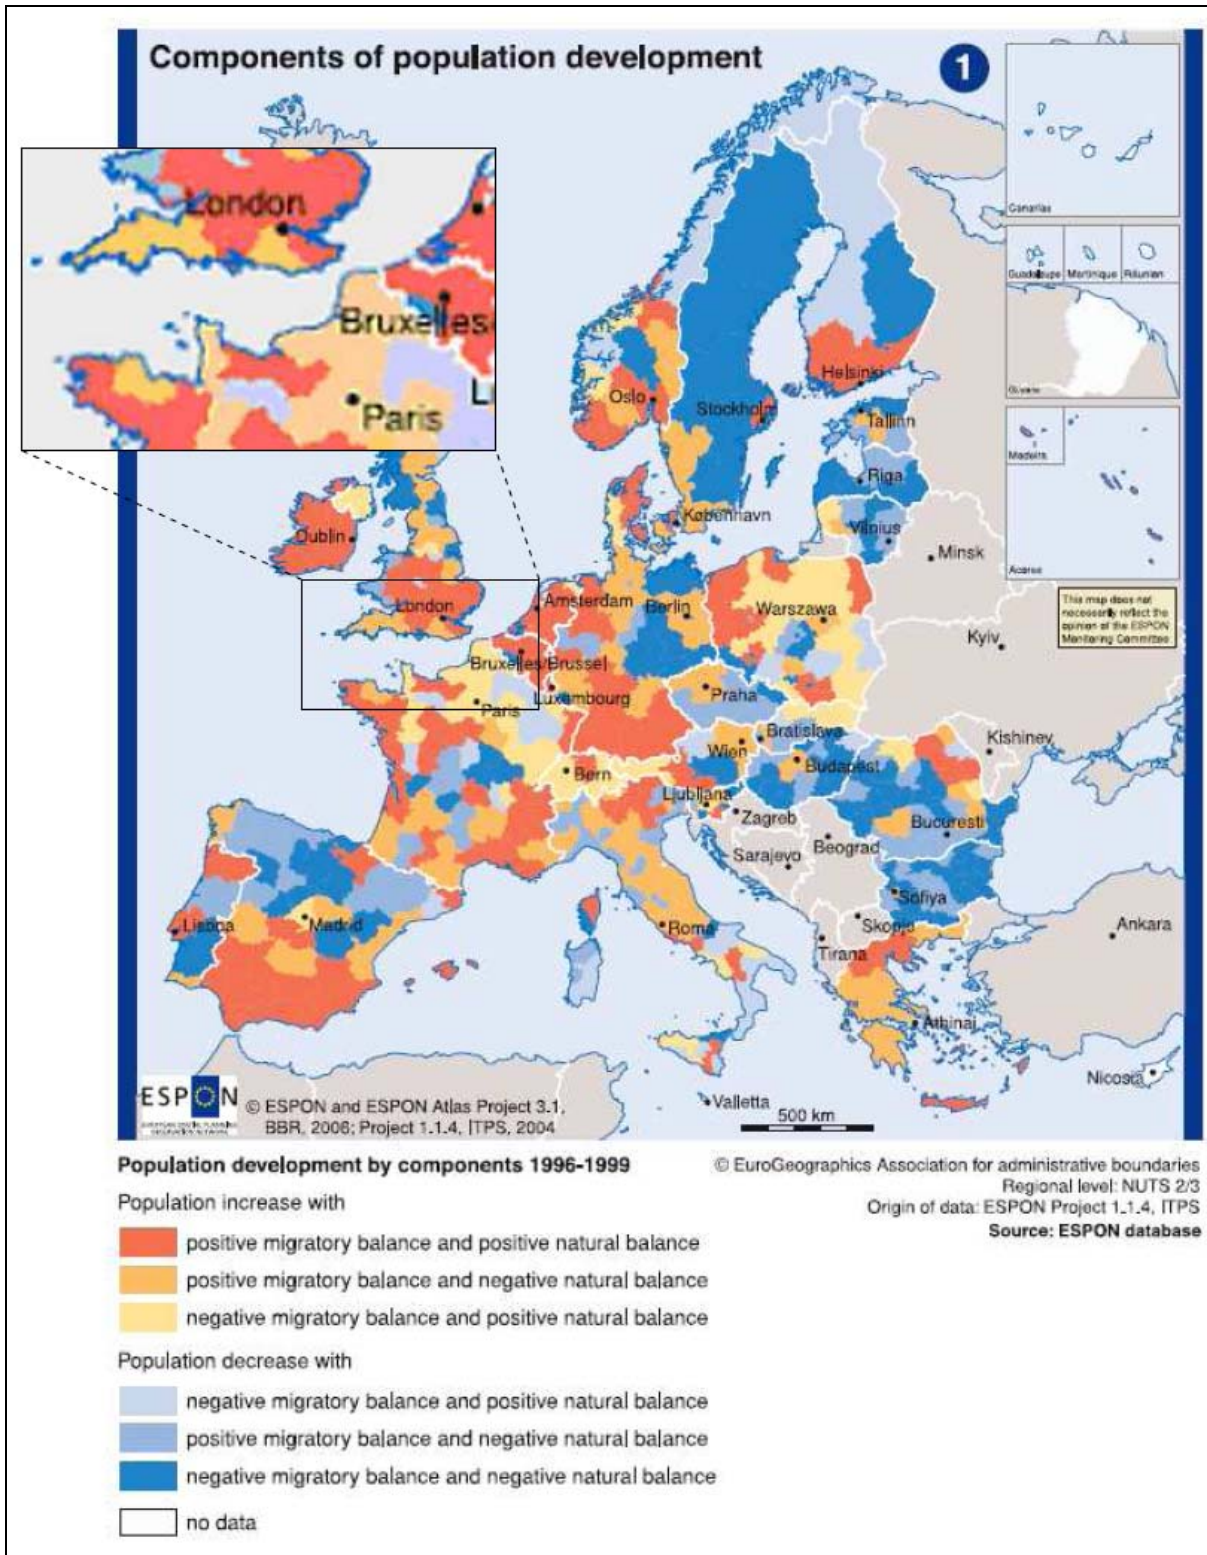 Components of population development
1
Canarias
London
Bruxelles
Paris
Guadeloupe Martinique Réunion
Guyane
Helsinki
Oslo
Stockholm
Tallinn
Madeira
Riga
København
Dublin
Vilnius
Minsk
Acores
London
Amsterdam
Berlin
Warszawa
This map does not
necessarily reflect the
opinion of the ESPON
Monitoring Committee
Kyiv
Bruxelles/Brussel
Luxembourg
Praha
Paris
Bratislava
Wien
Kishinev
Bern
Budapest
Ljubljana
Zagreb
Bucuresti
Beograd
Sarajevo
Sofiya
Lisboa
Madrid
Roma
Skopje
Ankara
Tirana
Athinai
Nicosia
Valletta
500 km
ESPON
© ESPON and ESPON Atlas Project 3.1,
BBR, 2006; Project 1.1.4, ITPS, 2004
Population development by components 1996-1999
© EuroGeographics Association for administrative boundaries
Regional level: NUTS 2/3
Origin of data: ESPON Project 1.1.4, ITPS
Source: ESPON database
Population increase with
positive migratory balance and positive natural balance
positive migratory balance and negative natural balance
negative migratory balance and positive natural balance
Population decrease with
negative migratory balance and positive natural balance
positive migratory balance and negative natural balance
negative migratory balance and negative natural balance
no data